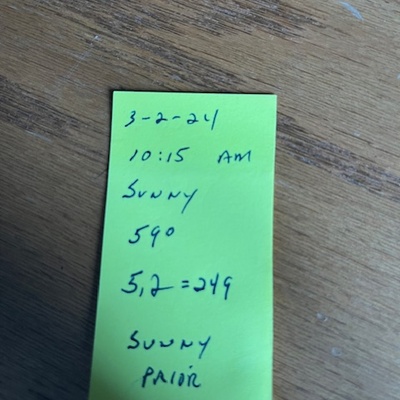 3-2-24
10:15 AM
SUNNY
59°
5,2 = 249
SUNNY
PRIOR